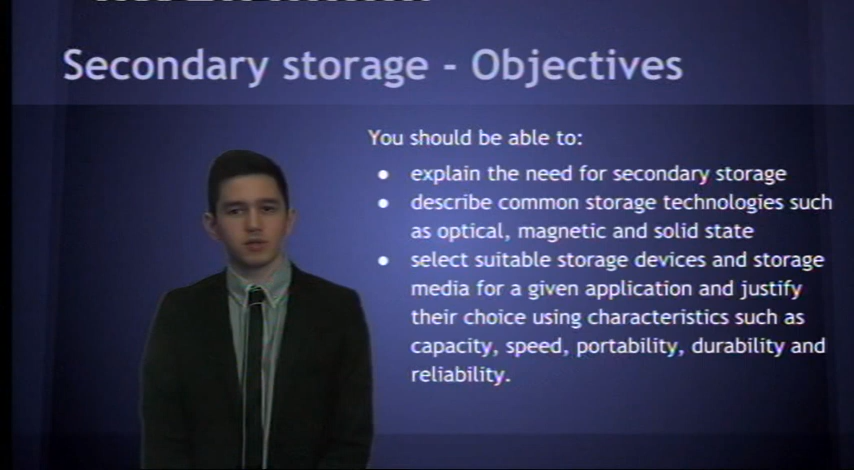 Secondary storage - Objectives
You should be able to:
● explain the need for secondary storage
● describe common storage technologies such
as optical, magnetic and solid state
● select suitable storage devices and storage
media for a given application and justify
their choice using characteristics such as
capacity, speed, portability, durability and
reliability.